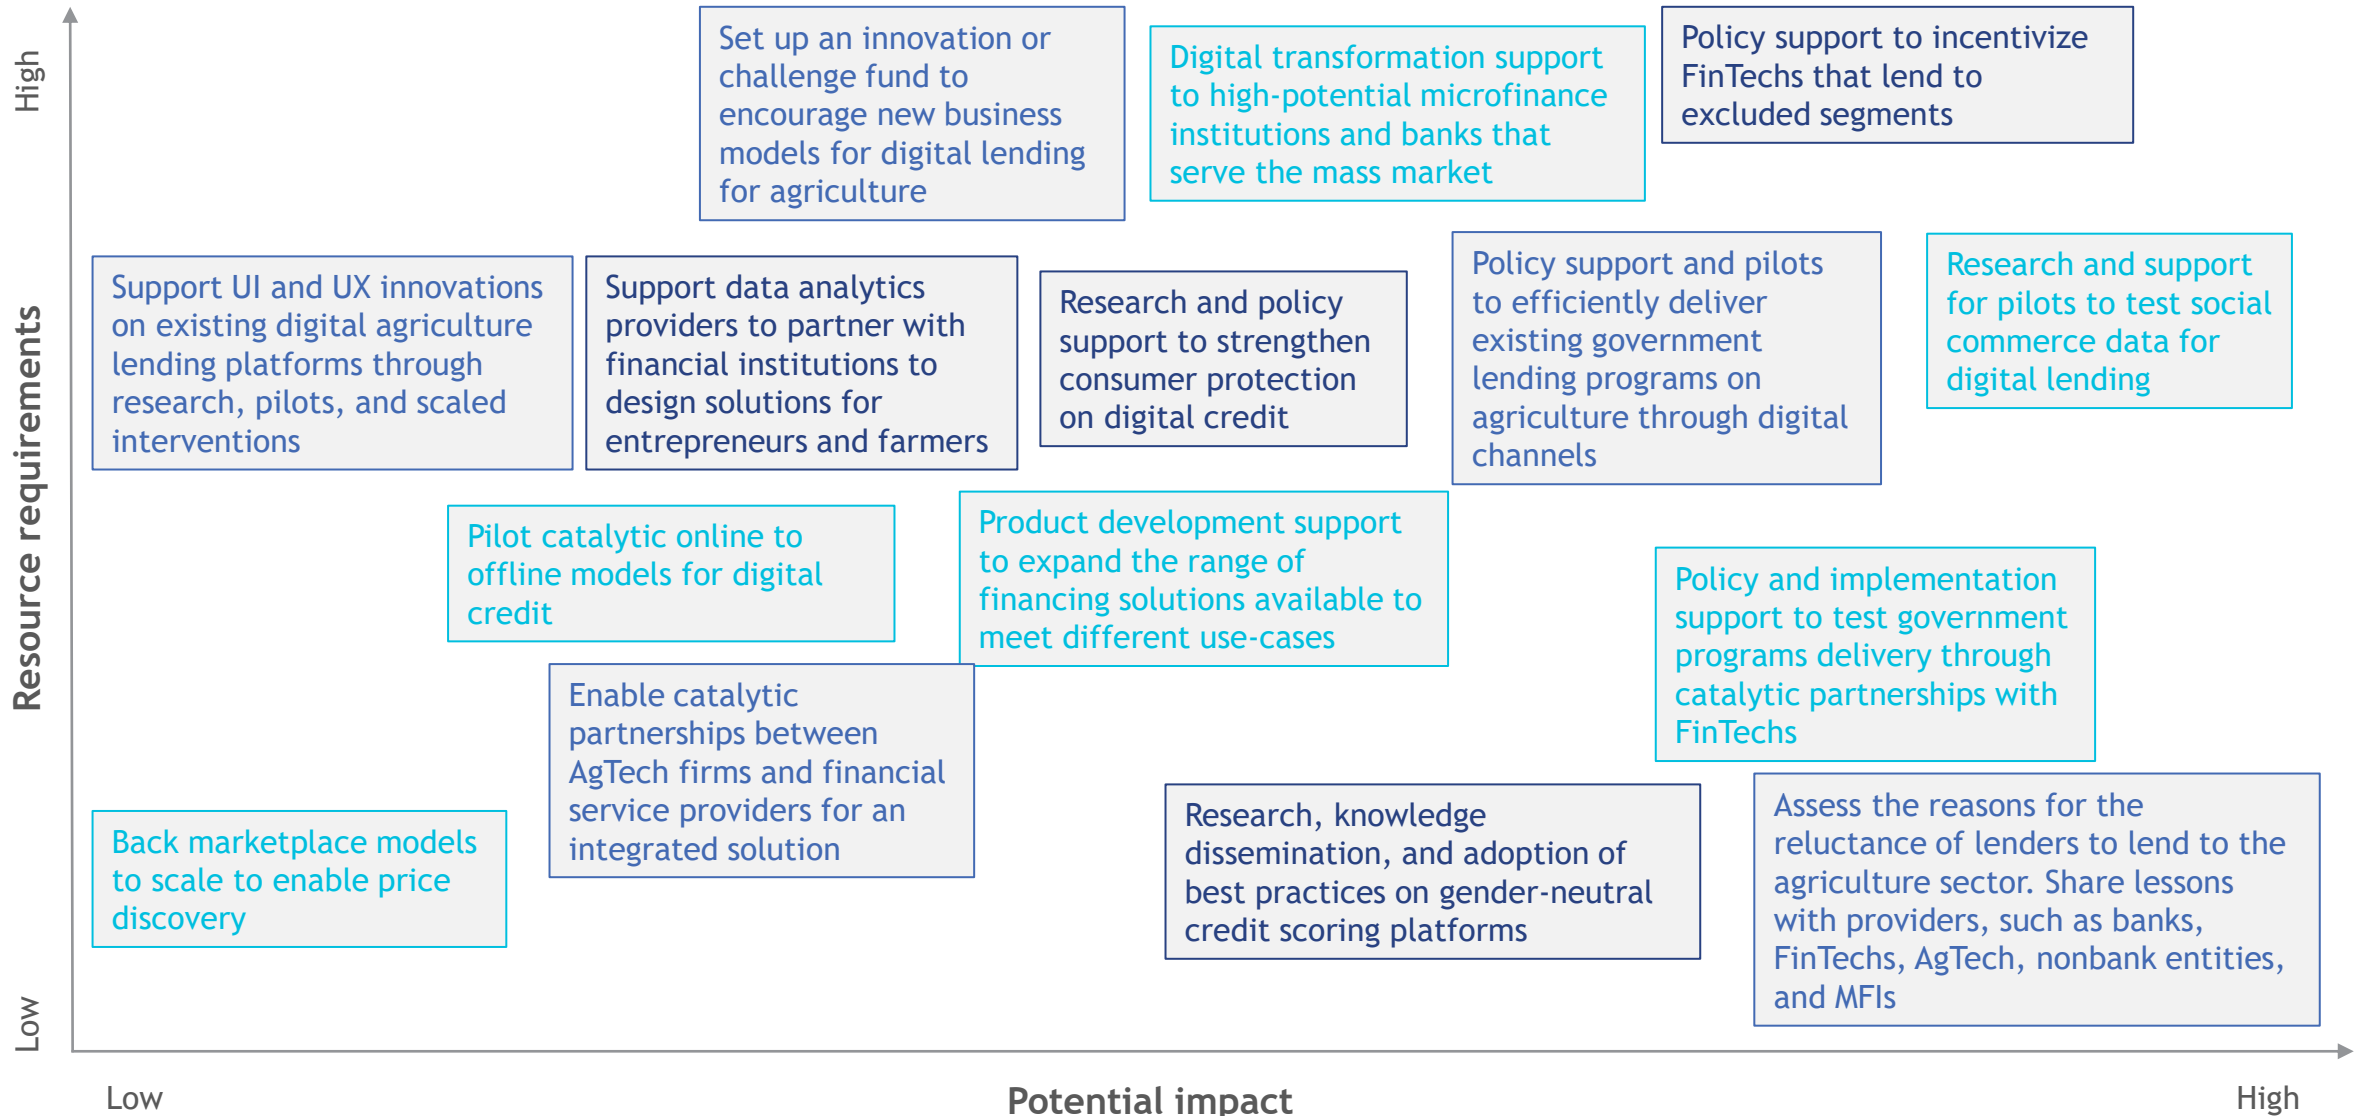 High
Resource requirements
Low
Set up an innovation or
challenge fund to
encourage new business
models for digital lending
for agriculture
Digital transformation support
to high-potential microfinance
institutions and banks that
serve the mass market
Policy support to incentivize
FinTechs that lend to
excluded segments
Support UI and UX innovations
on existing digital agriculture
lending platforms through
research, pilots, and scaled
interventions
Support data analytics
providers to partner with
financial institutions to
design solutions for
entrepreneurs and farmers
Research and policy
support to strengthen
consumer protection
on digital credit
Policy support and pilots
to efficiently deliver
existing government
lending programs on
agriculture through digital
channels
Research and support
for pilots to test social
commerce data for
digital lending
Pilot catalytic online to
offline models for digital
credit
Product development support
to expand the range of
financing solutions available to
meet different use-cases
Policy and implementation
support to test government
programs delivery through
catalytic partnerships with
FinTechs
Enable catalytic
partnerships between
AgTech firms and financial
service providers for an
integrated solution
Back marketplace models
to scale to enable price
discovery
Research, knowledge
dissemination, and adoption of
best practices on gender-neutral
credit scoring platforms
Assess the reasons for the
reluctance of lenders to lend to the
agriculture sector. Share lessons
with providers, such as banks,
FinTechs, AgTech, nonbank entities,
and MFIs
Low
Potential impact
High